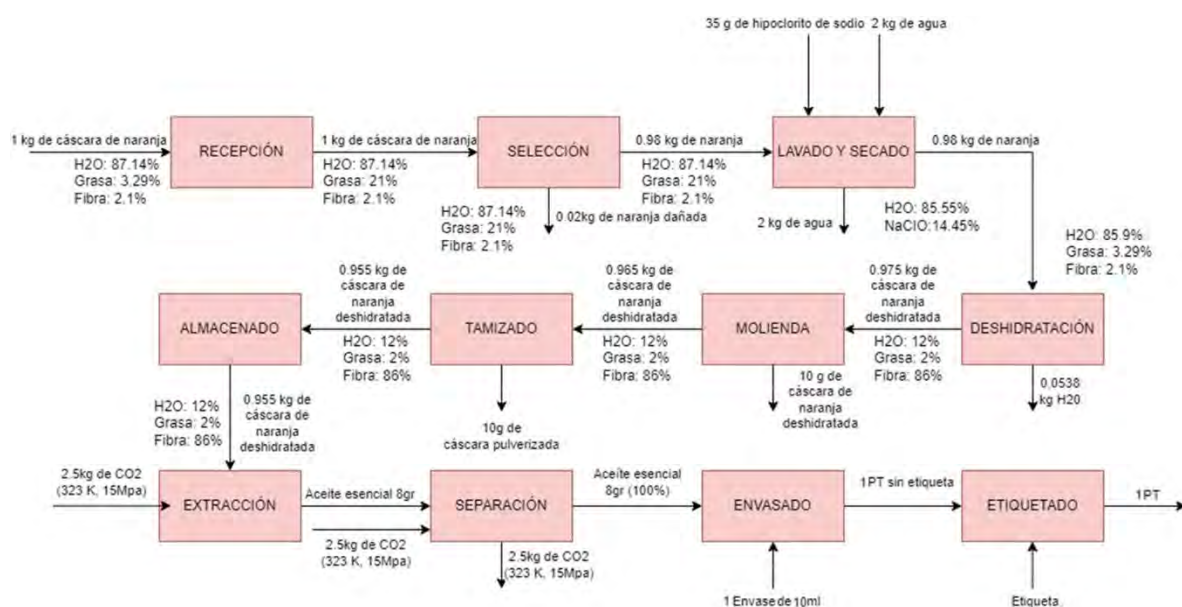 35 g de hipoclorito de sodio
2 kg de agua
1 kg de cáscara de naranja
RECEPCIÓN
H2O: 87.14%
Grasa: 3.29%
Fibra: 2.1%
1 kg de cáscara de naranja
H2O: 87.14%
Grasa: 21%
Fibra: 2.1%
SELECCIÓN
H2O: 87.14%
Grasa: 21%
Fibra: 2.1%
0.02kg de naranja dañada
0.98 kg de naranja
H2O: 87.14%
Grasa: 21%
Fibra: 2.1%
LAVADO Y SECADO
2 kg de agua
H2O: 85.55%
NaClO:14.45%
0.98 kg de naranja
H2O: 85.9%
Grasa: 3.29%
Fibra: 2.1%
DESHIDRATACIÓN
0,0538
kg H20
0.975 kg de
cáscara de
naranja
deshidratada
H2O: 12%
Grasa: 2%
Fibra: 86%
MOLIENDA
10 g de
cáscara de
naranja
deshidratada
0.965 kg de
cáscara de
naranja
deshidratada
H2O: 12%
Grasa: 2%
Fibra: 86%
TAMIZADO
10g de
cáscara pulverizada
0.955 kg de
cáscara de
naranja
deshidratada
H2O: 12%
Grasa: 2%
Fibra: 86%
ALMACENADO
H2O: 12%
Grasa: 2%
Fibra: 86%
0.955 kg de
cáscara de
naranja
deshidratada
2.5kg de CO2
(323 K, 15Mpa)
EXTRACCIÓN
Aceite esencial 8gr
2.5kg de CO2
(323 K, 15Mpa)
SEPARACIÓN
2.5kg de CO2
(323 K, 15Mpa)
Aceite esencial
8gr (100%)
ENVASADO
1 Envase de 10ml
1PT sin etiqueta
ETIQUETADO
Etiqueta
1PT